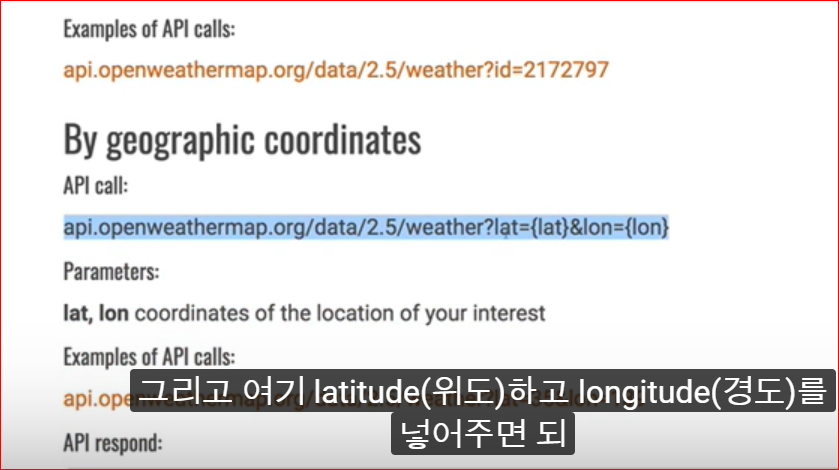 Examples of API calls:
api.openweathermap.org/data/2.5/weather?id=2172797
By geographic coordinates
API call:
api.openweathermap.org/data/2.5/weather?lat={lat}&lon={lon}
Parameters:
lat, lon coordinates of the location of your interest
Examples of API calls:
그리고 여기 latitude(위도)하고 longitude(경도)를
넣어주면 되
API respond: